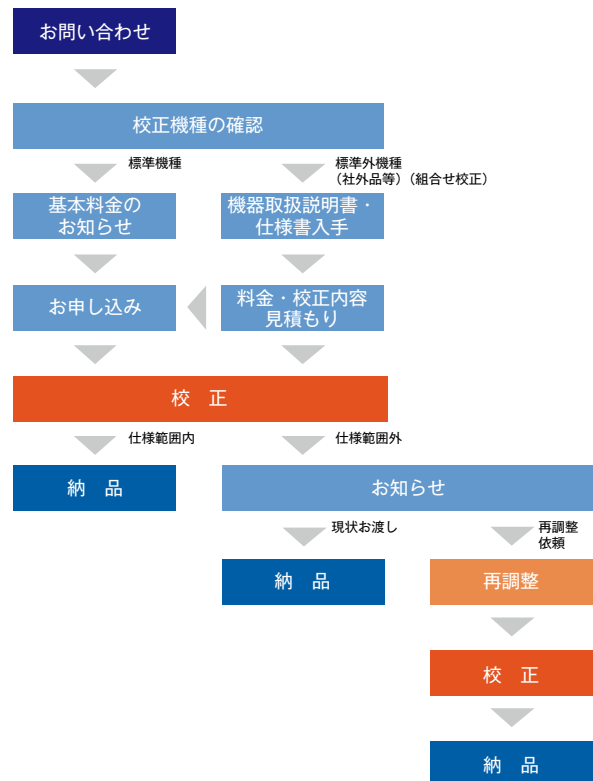 お問い合わせ
校正機種の確認
標準機種
標準外機種
（社外品等）（組合せ校正）
基本料金の
お知らせ
機器取扱説明書・
仕様書入手
お申し込み
料金・校正内容
見積もり
校　正
仕様範囲内
仕様範囲外
納　品
お知らせ
現状お渡し
再調整
依頼
納　品
再調整
校　正
納　品